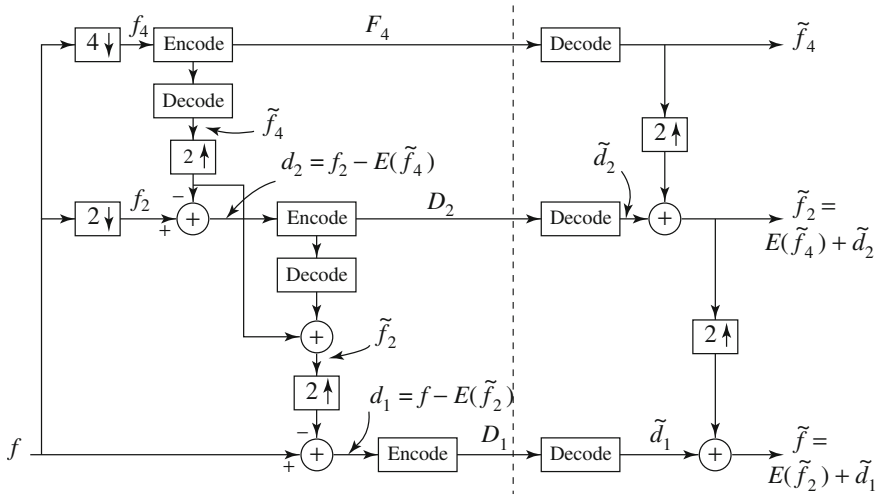 4↓ f₄ Encode F₄ Decode f̃₄
Decode
f̃₄
2↑ 2↑
d₂ = f₂ − E(f̃₄) d̃₂
−
2↓ f₂ + + Encode D₂ Decode + f̃₂ =
E(f̃₄) + d̃₂
Decode
+ f̃₂ 2↑
2↑ d₁ = f − E(f̃₂)
−
f + + Encode D₁ Decode d̃₁ + f̃ =
E(f̃₂) + d̃₁